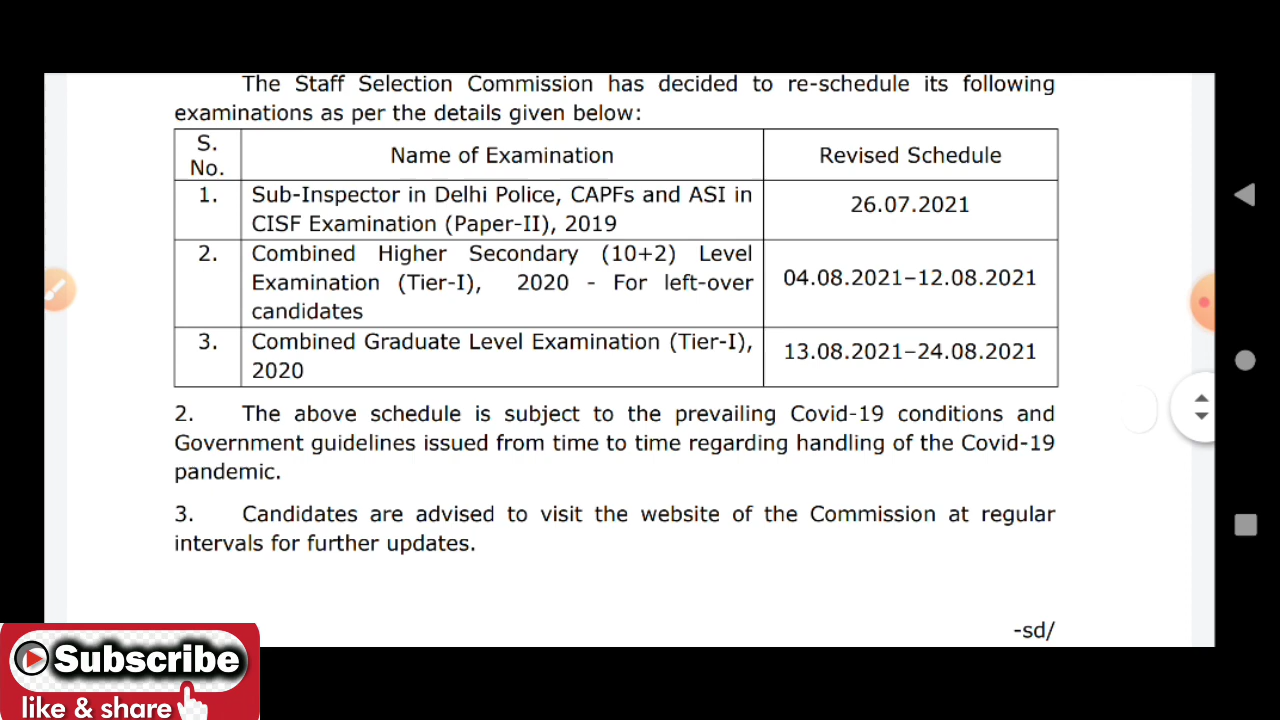 The Staff Selection Commission has decided to re-schedule its following
examinations as per the details given below:
S.
No.
Name of Examination
Revised Schedule
1.
Sub-Inspector in Delhi Police, CAPFs and ASI in
CISF Examination (Paper-II), 2019
26.07.2021
2.
Combined Higher Secondary (10+2) Level
Examination (Tier-I), 2020 - For left-over
candidates
04.08.2021–12.08.2021
3.
Combined Graduate Level Examination (Tier-I),
2020
13.08.2021–24.08.2021
2. The above schedule is subject to the prevailing Covid-19 conditions and
Government guidelines issued from time to time regarding handling of the Covid-19
pandemic.
3. Candidates are advised to visit the website of the Commission at regular
intervals for further updates.
-sd/
Subscribe
like & share